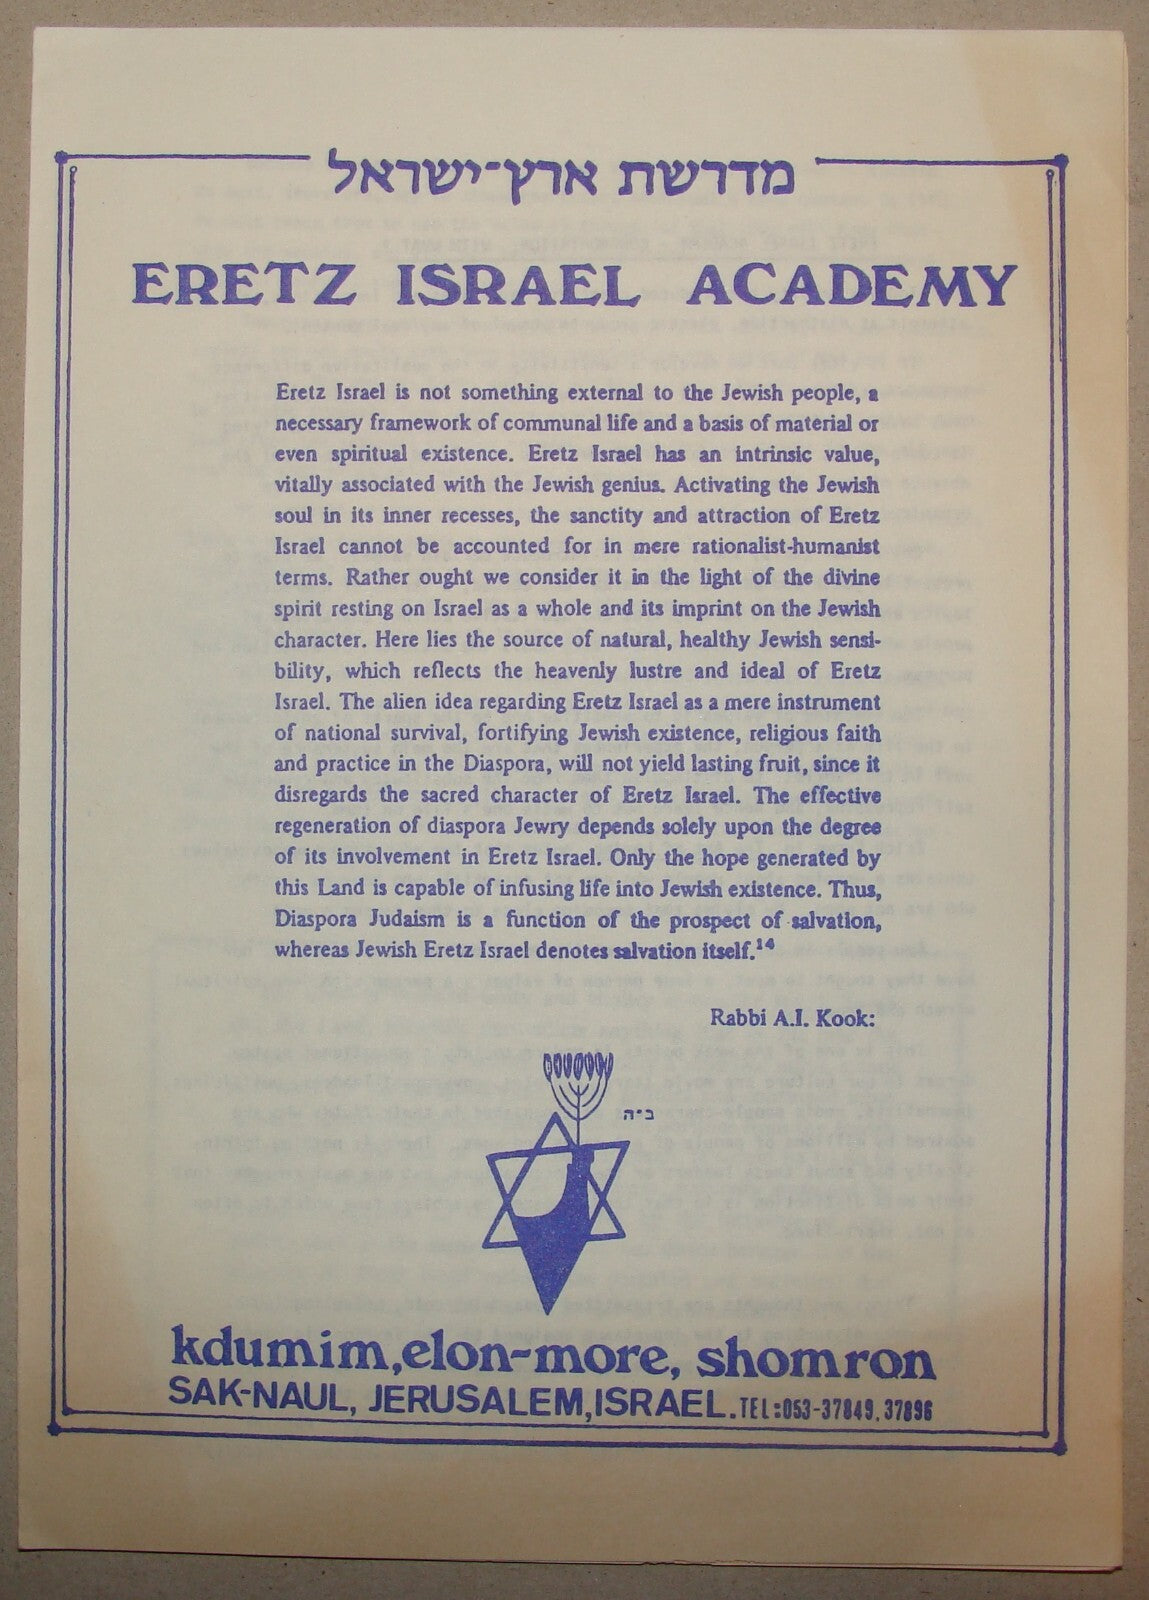 מדרשת ארץ-ישראל
ERETZ ISRAEL ACADEMY
Eretz Israel is not something external to the Jewish people, a
necessary framework of communal life and a basis of material or
even spiritual existence. Eretz Israel has an intrinsic value,
vitally associated with the Jewish genius. Activating the Jewish
soul in its inner recesses, the sanctity and attraction of Eretz
Israel cannot be accounted for in mere rationalist-humanist
terms. Rather ought we consider it in the light of the divine
spirit resting on Israel as a whole and its imprint on the Jewish
character. Here lies the source of natural, healthy Jewish sensi-
bility, which reflects the heavenly lustre and ideal of Eretz
Israel. The alien idea regarding Eretz Israel as a mere instrument
of national survival, fortifying Jewish existence, religious faith
and practice in the Diaspora, will not yield lasting fruit, since it
disregards the sacred character of Eretz Israel. The effective
regeneration of diaspora Jewry depends solely upon the degree
of its involvement in Eretz Israel. Only the hope generated by
this Land is capable of infusing life into Jewish existence. Thus,
Diaspora Judaism is a function of the prospect of salvation,
whereas Jewish Eretz Israel denotes salvation itself.¹⁴
Rabbi A.I. Kook:
ב"ה
kdumim,elon-more, shomron
SAK-NAUL, JERUSALEM,ISRAEL.TEL:053-37849,37896